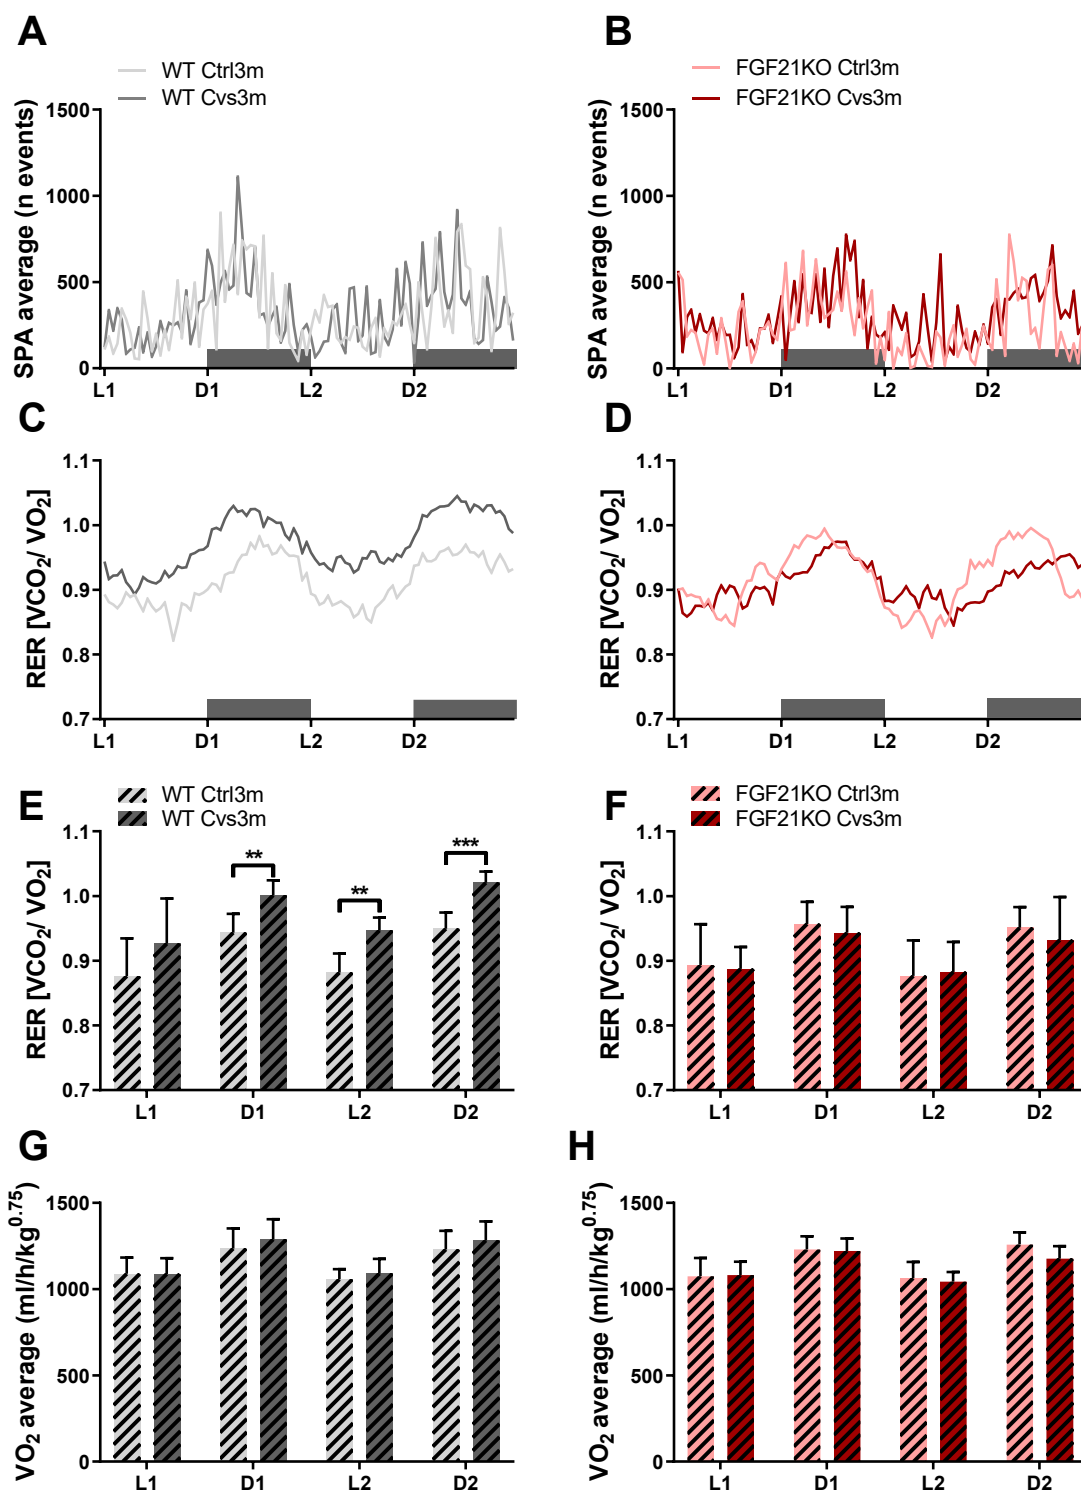 A
WT Ctrl3m
WT Cvs3m
SPA average (n events)
1500
1000
500
0
L1 D1 L2 D2
B
FGF21KO Ctrl3m
FGF21KO Cvs3m
SPA average (n events)
1500
1000
500
0
L1 D1 L2 D2
C
RER [VCO2/ VO2]
1.1
1.0
0.9
0.8
0.7
L1 D1 L2 D2
D
RER [VCO2/ VO2]
1.1
1.0
0.9
0.8
0.7
L1 D1 L2 D2
E
WT Ctrl3m
WT Cvs3m
RER [VCO2/ VO2]
1.1
1.0
0.9
0.8
0.7
** ** ***
L1 D1 L2 D2
F
FGF21KO Ctrl3m
FGF21KO Cvs3m
RER [VCO2/ VO2]
1.1
1.0
0.9
0.8
0.7
L1 D1 L2 D2
G
VO2 average (ml/h/kg0.75)
1500
1000
500
0
L1 D1 L2 D2
H
VO2 average (ml/h/kg0.75)
1500
1000
500
0
L1 D1 L2 D2